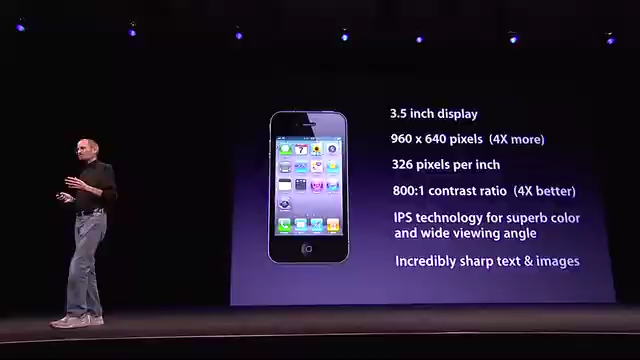 3.5 inch display
960 x 640 pixels (4X more)
326 pixels per inch
800:1 contrast ratio (4X better)
IPS technology for superb color
and wide viewing angle
Incredibly sharp text & images